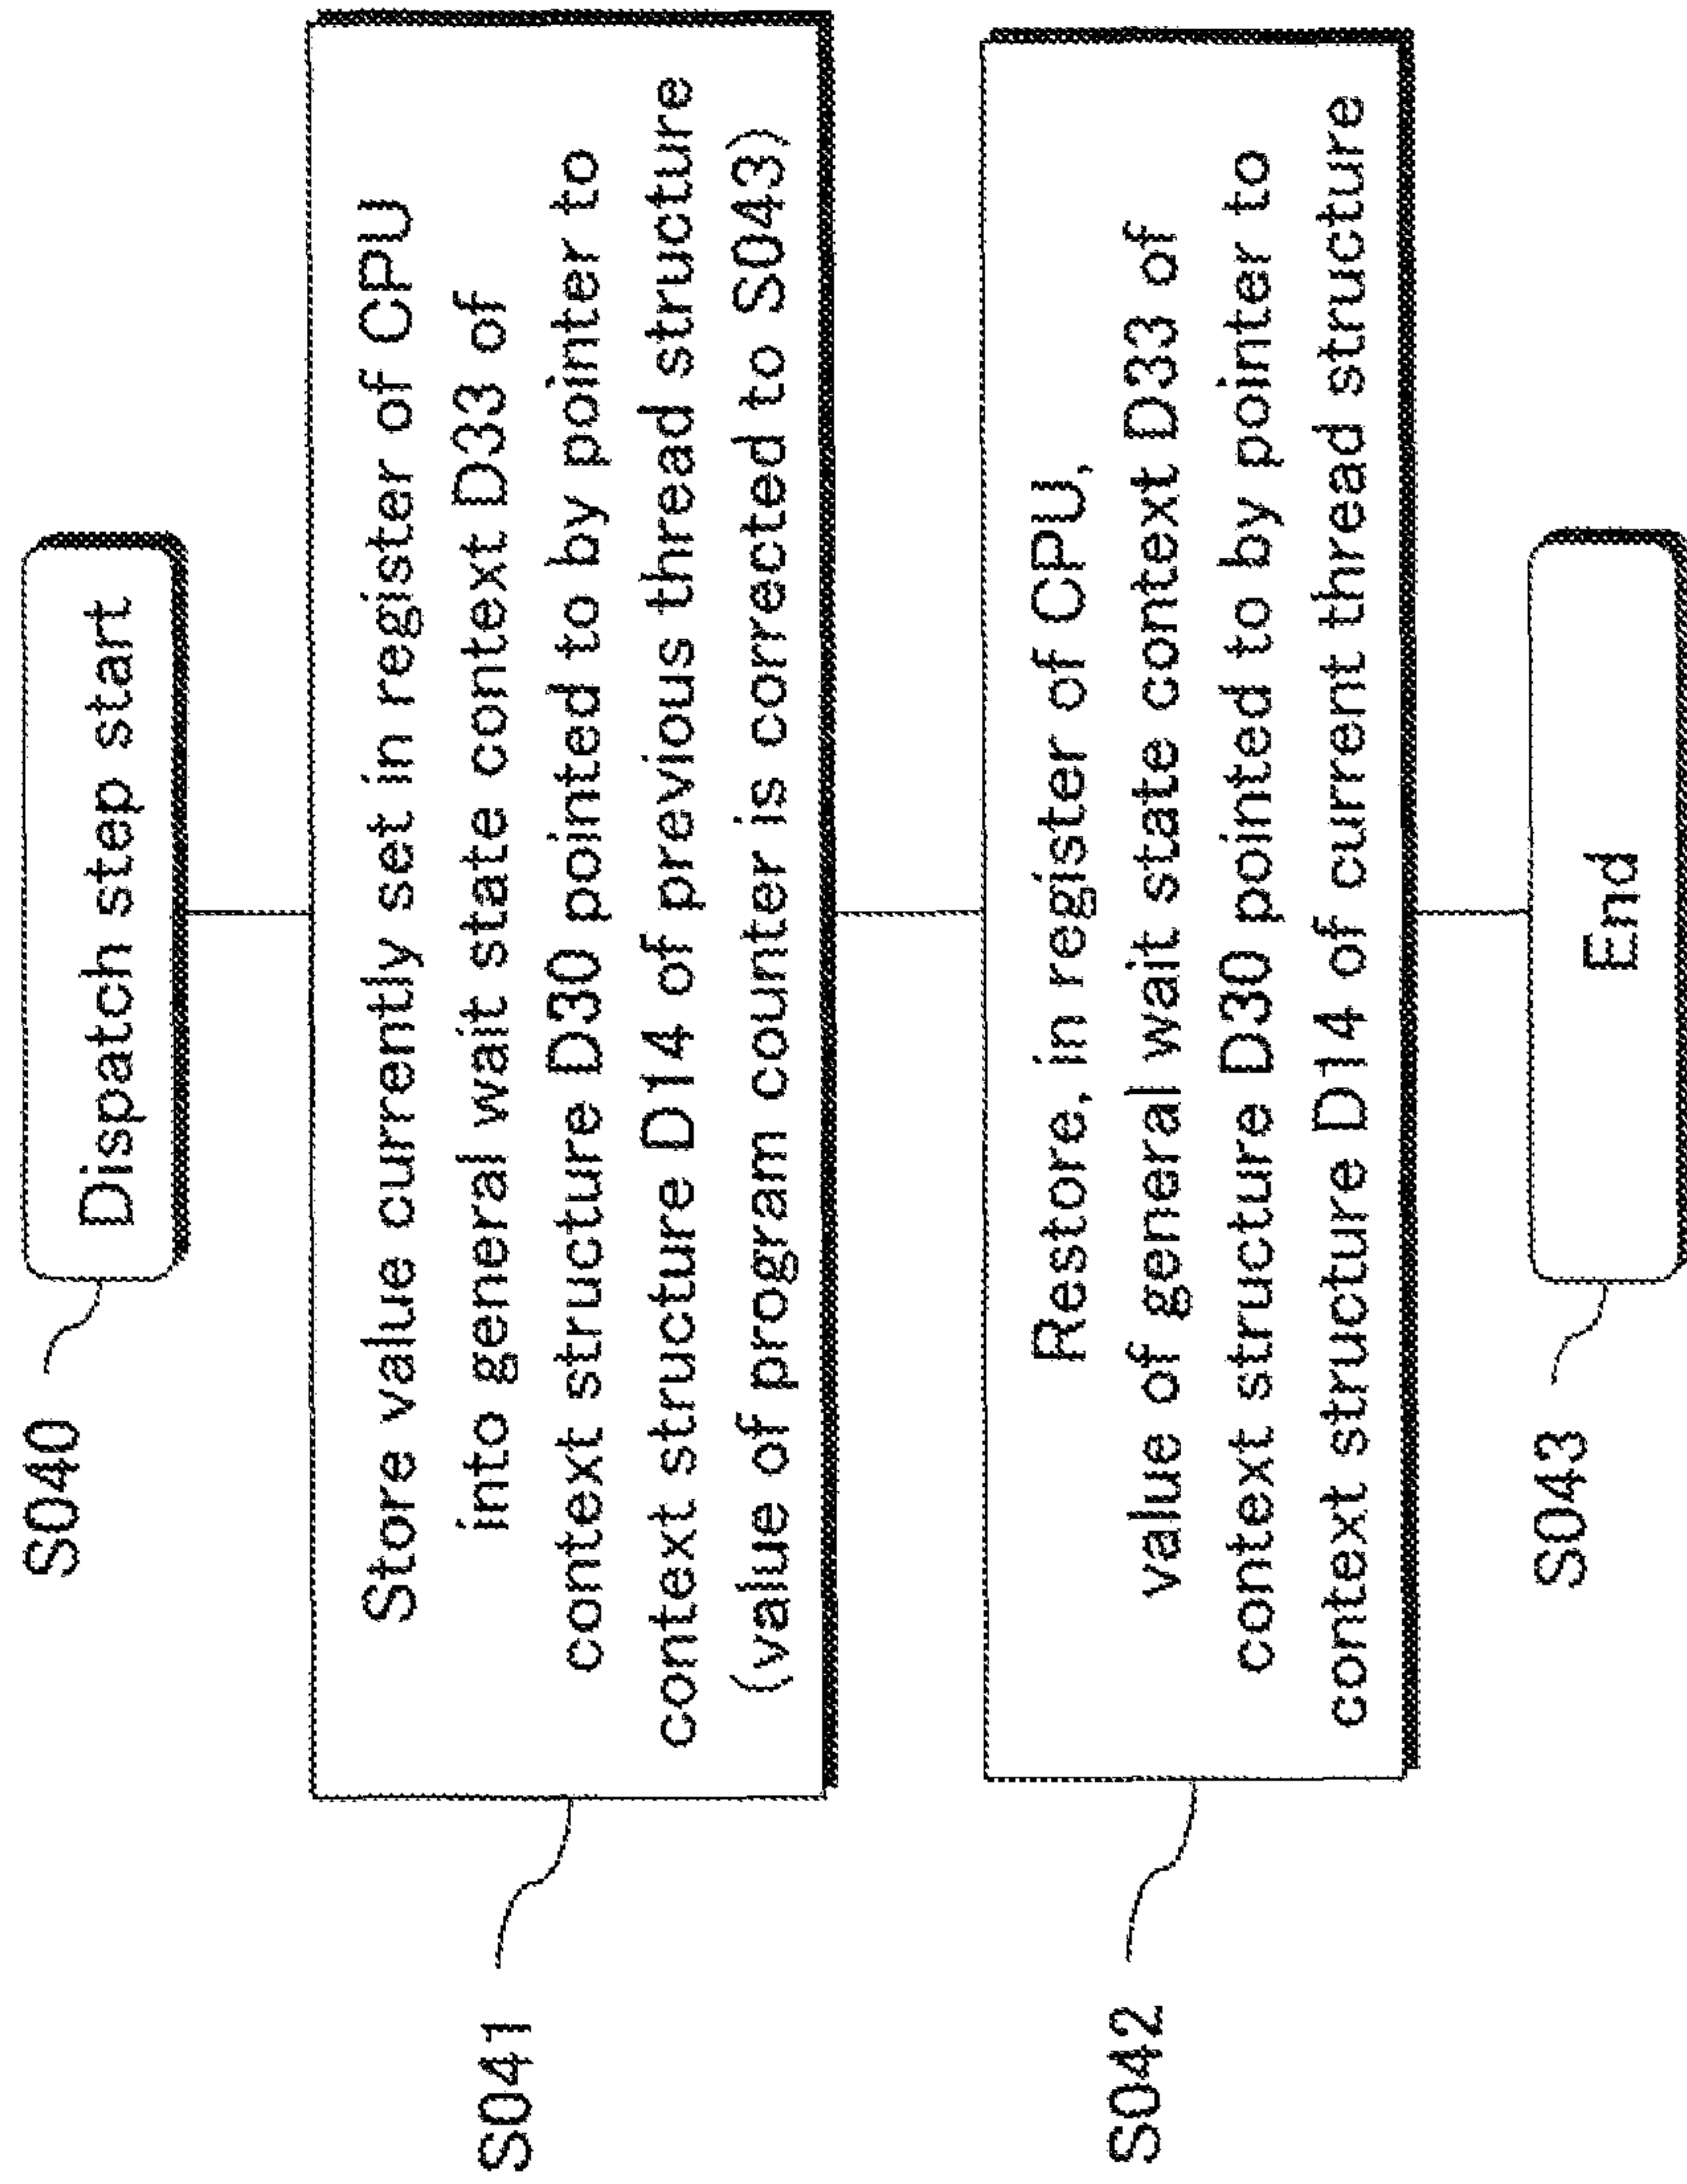 S040
Dispatch step start
S041
Store value currently set in register of CPU
into general wait state context D33 of
context structure D30 pointed to by pointer to
context structure D14 of previous thread structure
(value of program counter is corrected to S043)
S042
Restore, in register of CPU,
value of general wait state context D33 of
context structure D30 pointed to by pointer to
context structure D14 of current thread structure
S043
End